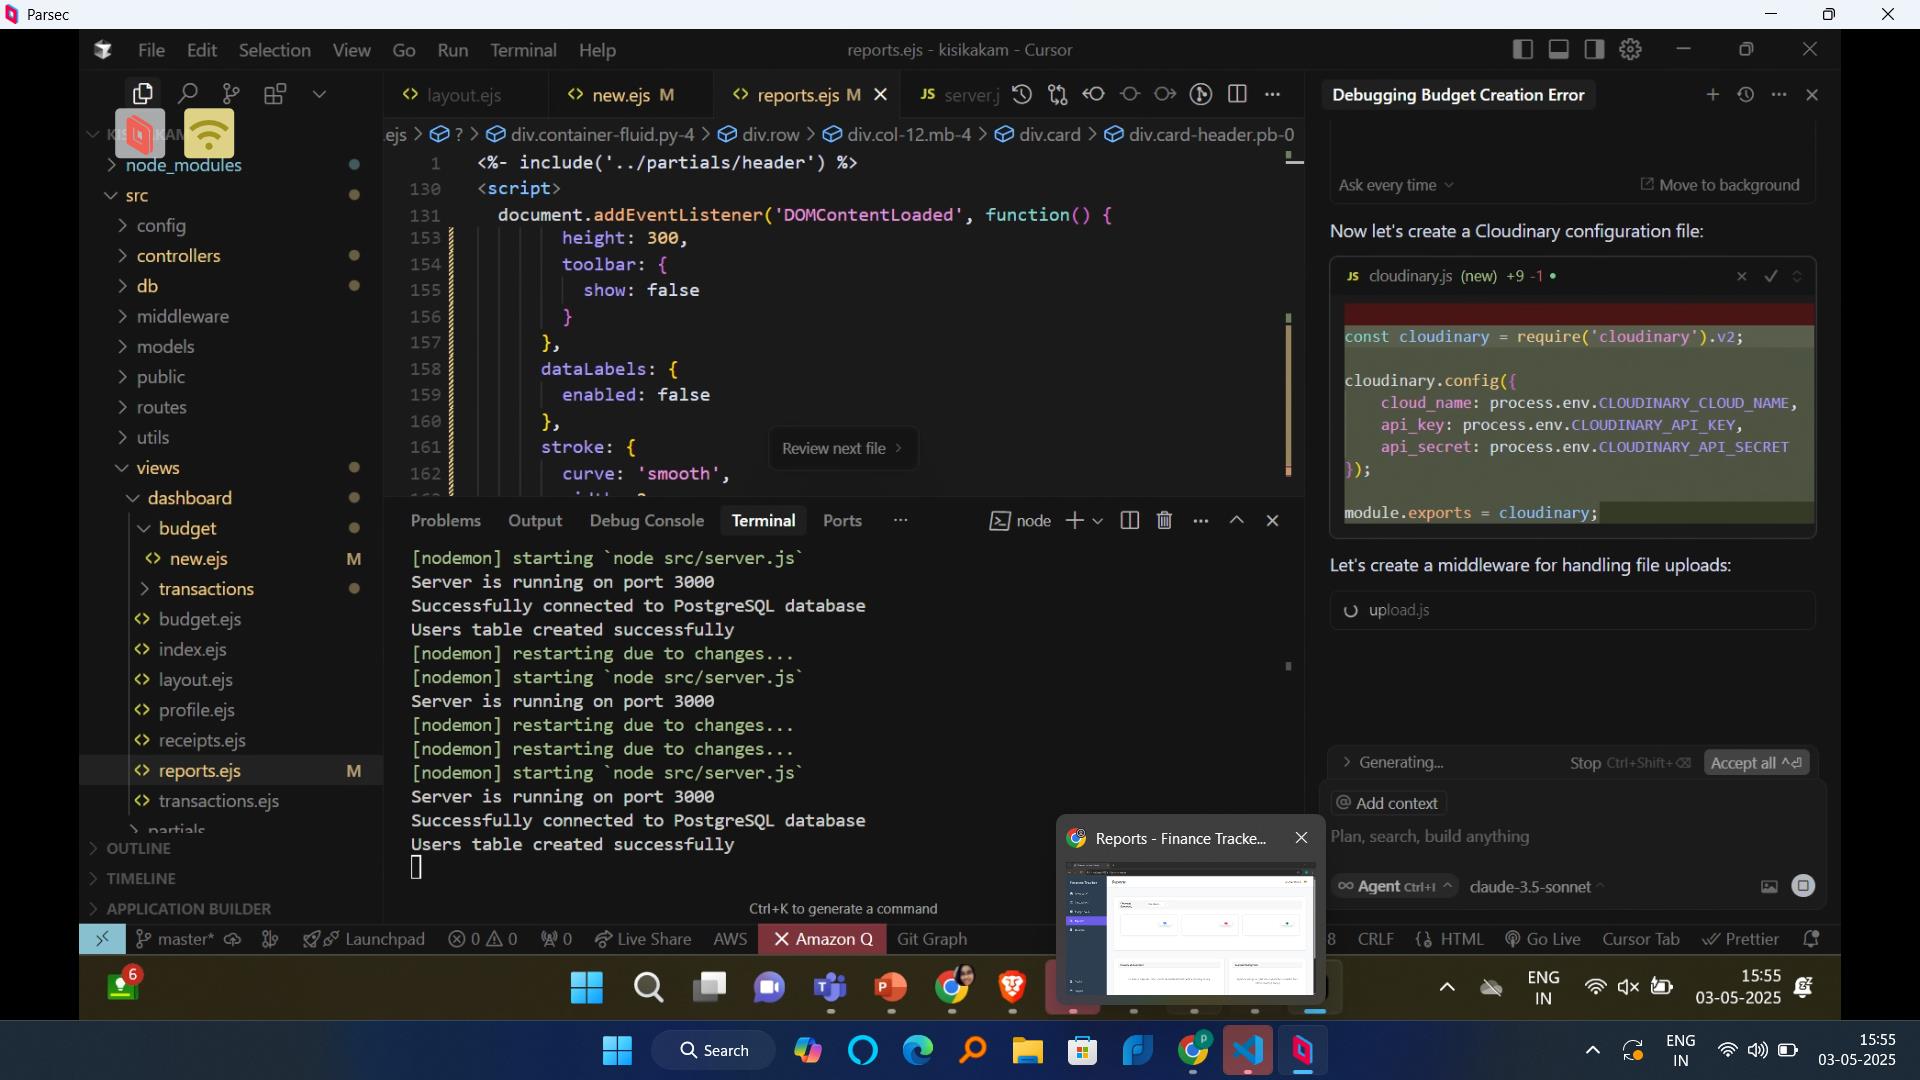 Parsec
File Edit Selection View Go Run Terminal Help
reports.ejs - kisikakam - Cursor
layout.ejs
new.ejs M
reports.ejs M
JS server.j
.ejs > ? > div.container-fluid.py-4 > div.row > div.col-12.mb-4 > div.card > div.card-header.pb-0
node_modules
src
config
controllers
db
middleware
models
public
routes
utils
views
dashboard
budget
new.ejs M
transactions
budget.ejs
index.ejs
layout.ejs
profile.ejs
receipts.ejs
reports.ejs M
transactions.ejs
partials
OUTLINE
TIMELINE
APPLICATION BUILDER
1 <%- include('../partials/header') %>
130 <script>
131 document.addEventListener('DOMContentLoaded', function() {
153 height: 300,
154 toolbar: {
155 show: false
156 }
157 },
158 dataLabels: {
159 enabled: false
160 },
161 stroke: {
162 curve: 'smooth',
Review next file >
Problems Output Debug Console Terminal Ports ...
node
[nodemon] starting `node src/server.js`
Server is running on port 3000
Successfully connected to PostgreSQL database
Users table created successfully
[nodemon] restarting due to changes...
[nodemon] starting `node src/server.js`
Server is running on port 3000
[nodemon] restarting due to changes...
[nodemon] restarting due to changes...
[nodemon] starting `node src/server.js`
Server is running on port 3000
Successfully connected to PostgreSQL database
Users table created successfully
Ctrl+K to generate a command
Debugging Budget Creation Error
Ask every time
Move to background
Now let's create a Cloudinary configuration file:
JS cloudinary.js (new) +9 -1
const cloudinary = require('cloudinary').v2;
cloudinary.config({
cloud_name: process.env.CLOUDINARY_CLOUD_NAME,
api_key: process.env.CLOUDINARY_API_KEY,
api_secret: process.env.CLOUDINARY_API_SECRET
});
module.exports = cloudinary;
Let's create a middleware for handling file uploads:
upload.js
Generating...
Stop Ctrl+Shift+⌫
Accept all ^⏎
@ Add context
Plan, search, build anything
∞ Agent Ctrl+I
claude-3.5-sonnet
Reports - Finance Tracke...
master*
Launchpad
0 0
0
Live Share
AWS
Amazon Q
Git Graph
8
CRLF
{} HTML
Go Live
Cursor Tab
Prettier
6
ENG
IN
15:55
03-05-2025
Search
ENG
IN
15:55
03-05-2025